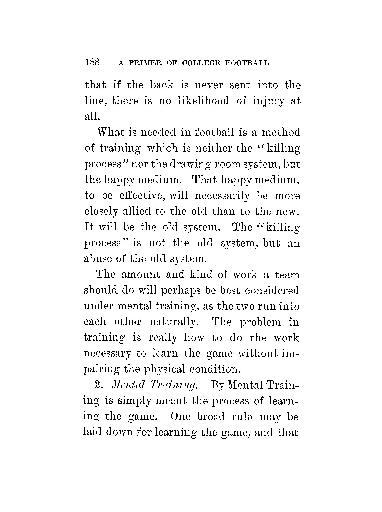 188 A PRIMER OF COLLEGE FOOTBALL
that if the back is never sent into the
line, there is no likelihood of injury at
all.
What is needed in football is a method
of training which is neither the "killing
process" nor the drawing room system, but
the happy medium. That happy medium,
to be effective, will necessarily be more
closely allied to the old than to the new.
It will be the old system. The "killing
process" is not the old system, but an
abuse of the old system.
The amount and kind of work a team
should do will perhaps be best considered
under mental training, as the two run into
each other naturally. The problem in
training is really how to do the work
necessary to learn the game without im-
pairing the physical condition.
2. Mental Training. By Mental Train-
ing is simply meant the process of learn-
ing the game. One broad rule may be
laid down for learning the game, and that